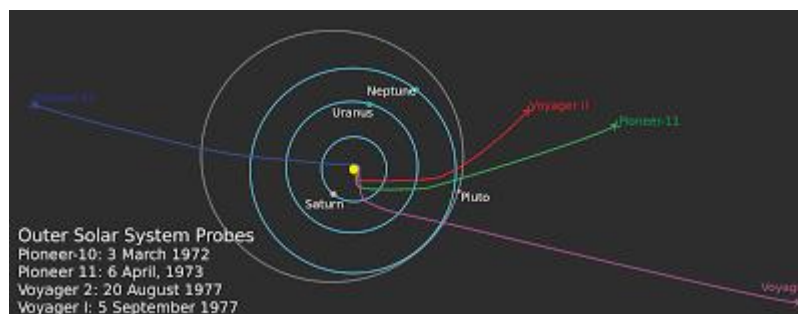 Neptune
Uranus
Voyager II
Pioneer-11
Saturn
Pluto
Outer Solar System Probes
Pioneer-10: 3 March 1972
Pioneer 11: 6 April, 1973
Voyager 2: 20 August 1977
Voyager I: 5 September 1977